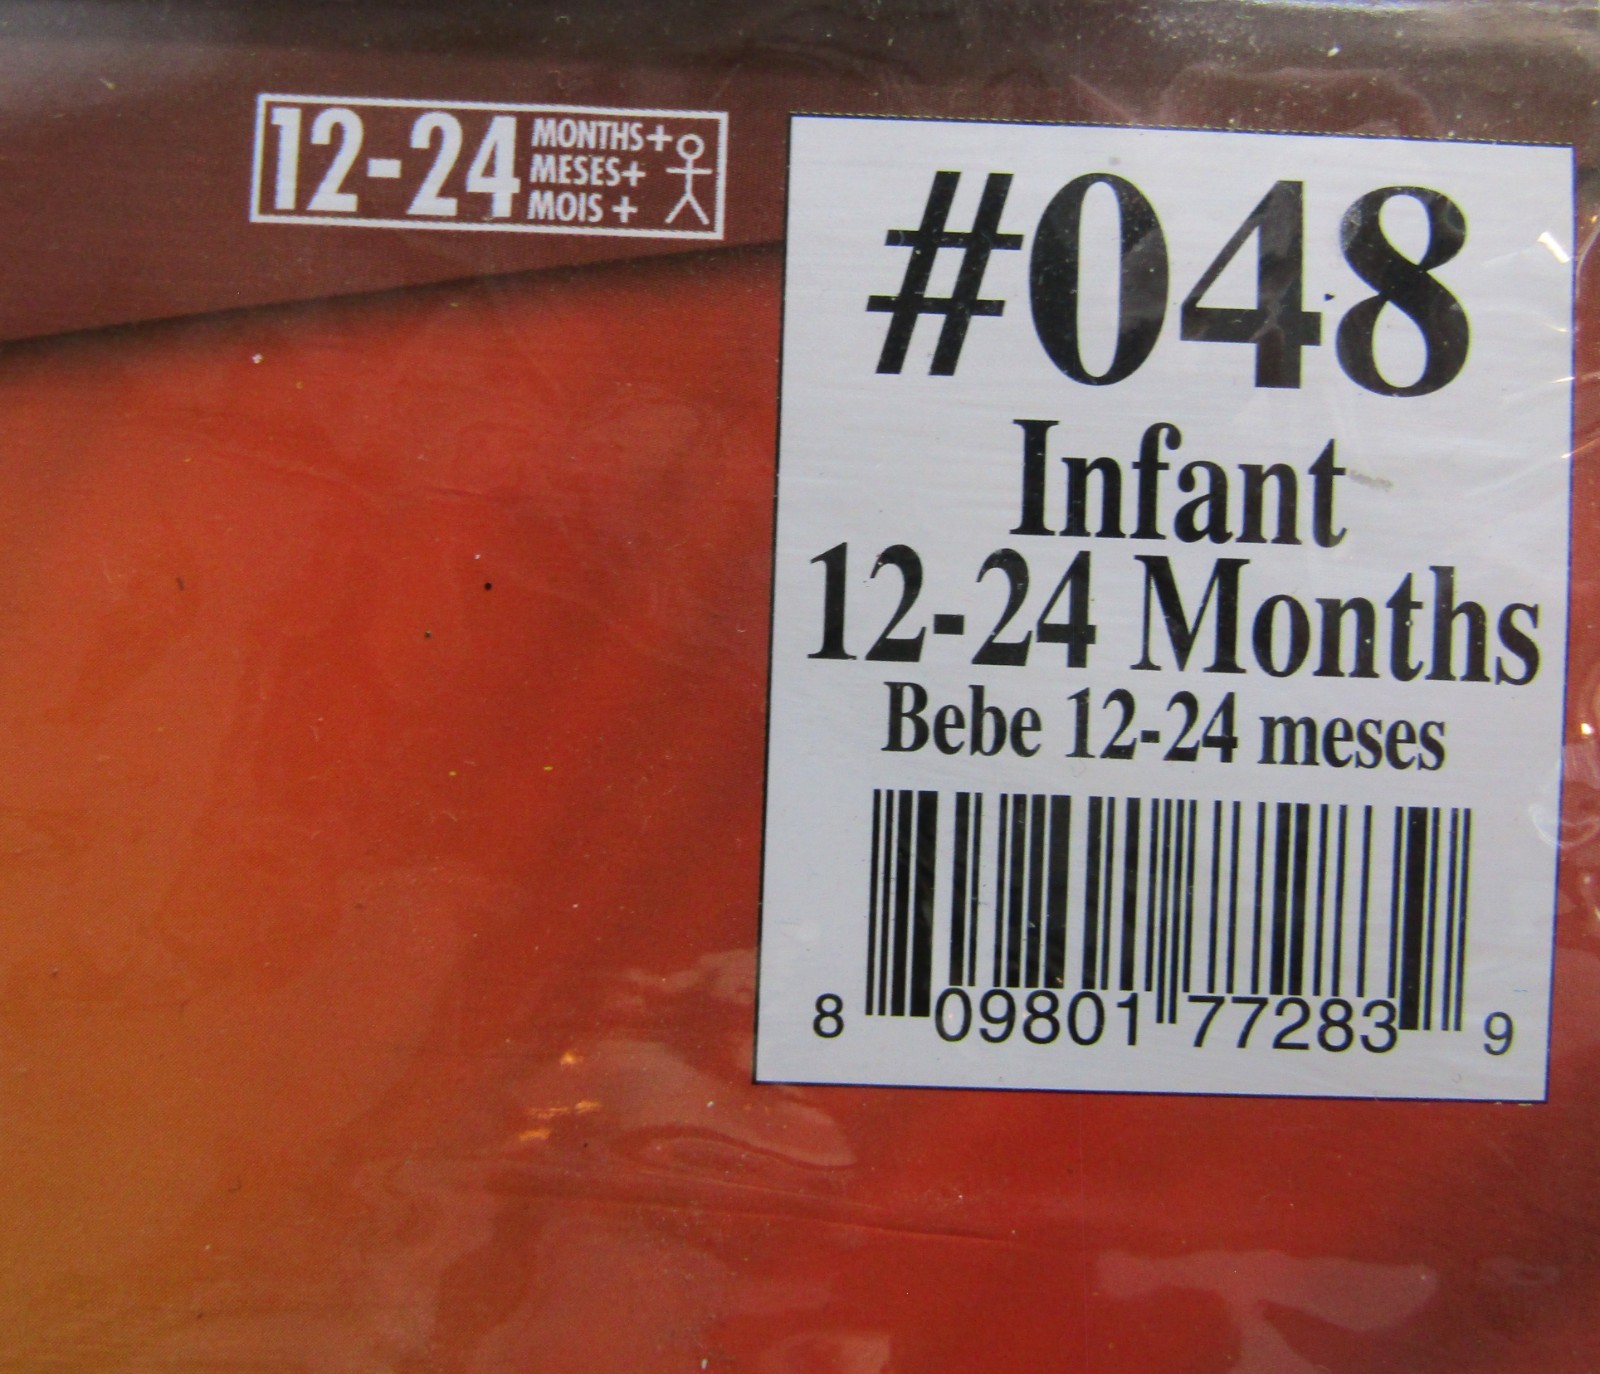 12-24 MONTHS+
MESES+
MOIS +
#048
Infant
12-24 Months
Bebe 12-24 meses
8 09801 77283 9